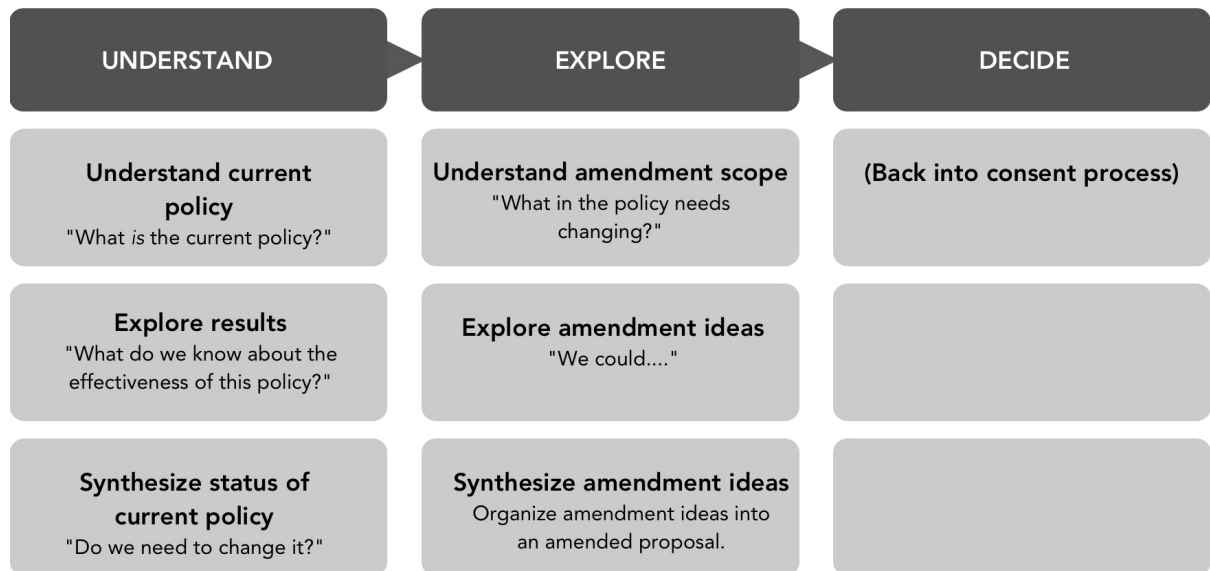 UNDERSTAND
EXPLORE
DECIDE
Understand current
policy
"What is the current policy?"
Understand amendment scope
"What in the policy needs
changing?"
(Back into consent process)
Explore results
"What do we know about the
effectiveness of this policy?"
Explore amendment ideas
"We could...."
Synthesize status of
current policy
"Do we need to change it?"
Synthesize amendment ideas
Organize amendment ideas into
an amended proposal.